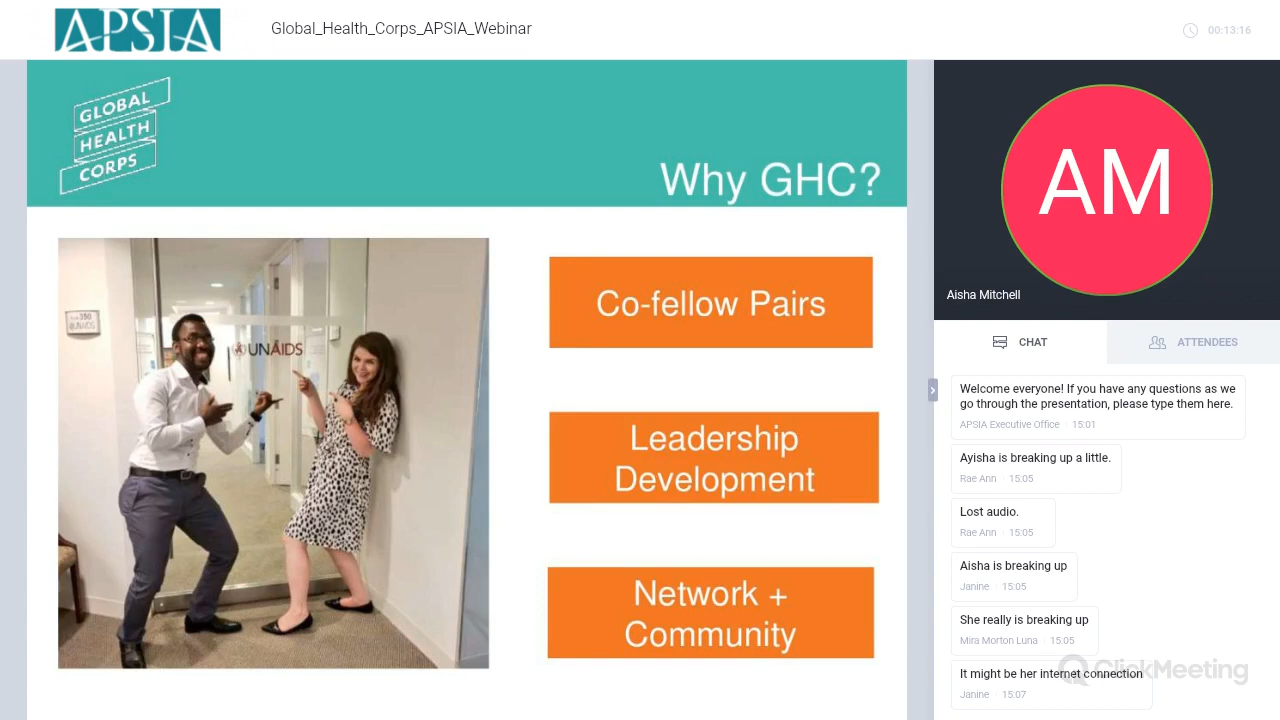 APSIA
Global_Health_Corps_APSIA_Webinar
00:13:16
GLOBAL
HEALTH
CORPS
Why GHC?
UNAIDS
Co-fellow Pairs
Leadership
Development
Network +
Community
AM
Aisha Mitchell
CHAT
ATTENDEES
Welcome everyone! If you have any questions as we
go through the presentation, please type them here.
APSIA Executive Office · 15:01
Ayisha is breaking up a little.
Rae Ann · 15:05
Lost audio.
Rae Ann · 15:05
Aisha is breaking up
Janine · 15:05
She really is breaking up
Mira Morton Luna · 15:05
It might be her internet connection
Janine · 15:07
ClickMeeting